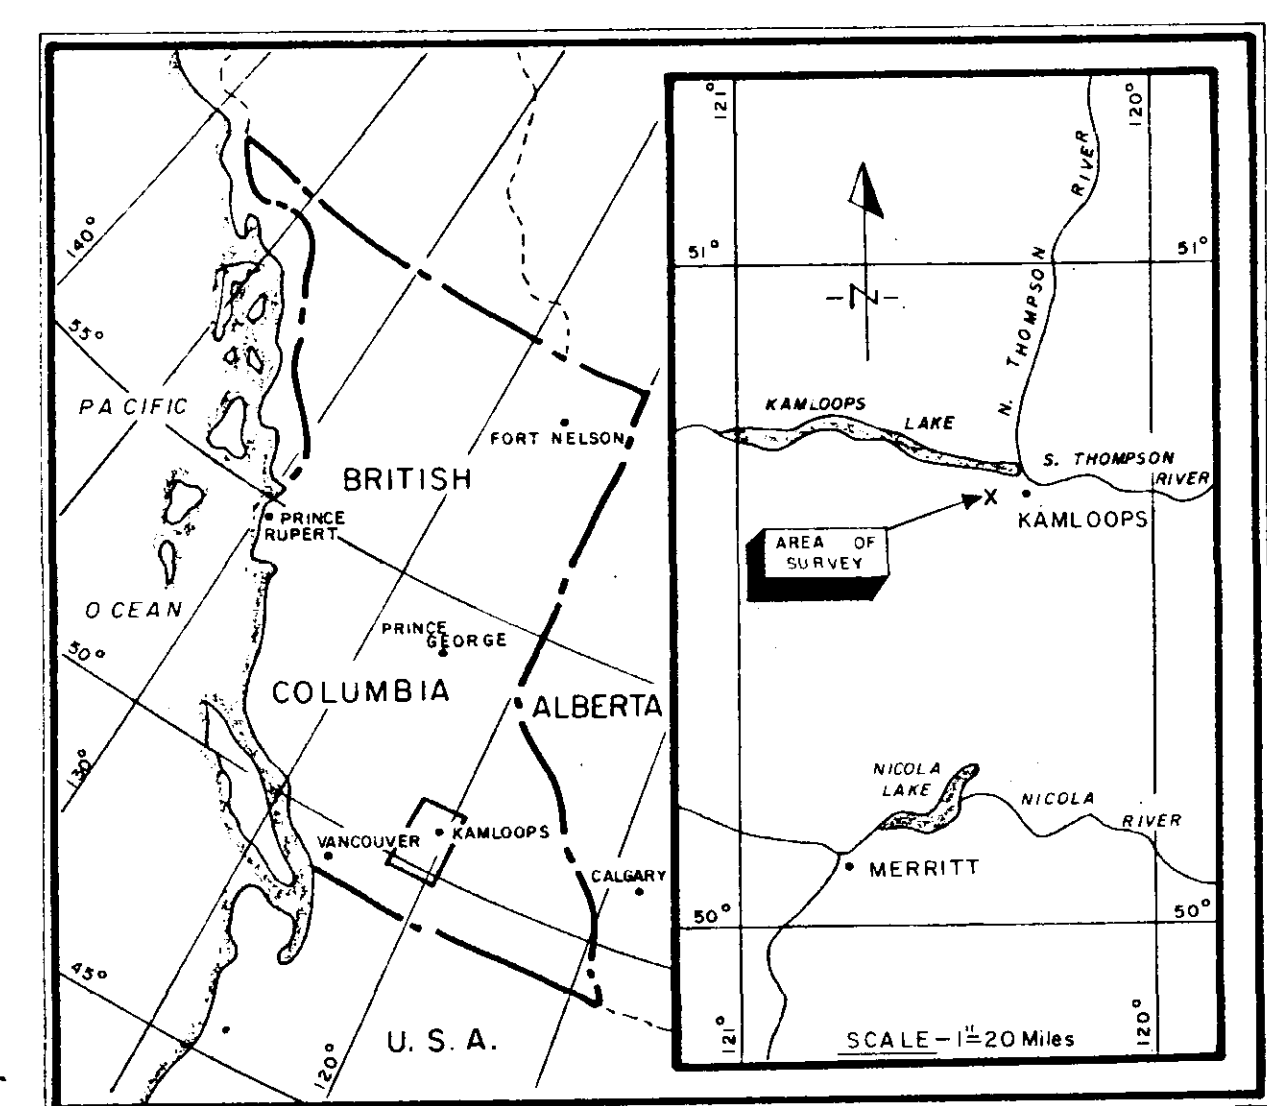 140°
55°
PACIFIC
OCEAN
50°
130°
45°
120°
FORT NELSON
BRITISH
PRINCE
RUPERT
PRINCE
GEORGE
COLUMBIA
ALBERTA
VANCOUVER
KAMLOOPS
CALGARY
U. S. A.
121°
120°
N. THOMPSON RIVER
51°
51°
-N-
KAMLOOPS LAKE
S. THOMPSON
RIVER
X
KAMLOOPS
AREA OF
SURVEY
NICOLA
LAKE
NICOLA RIVER
MERRITT
50°
50°
121°
120°
SCALE - 1"=20 Miles